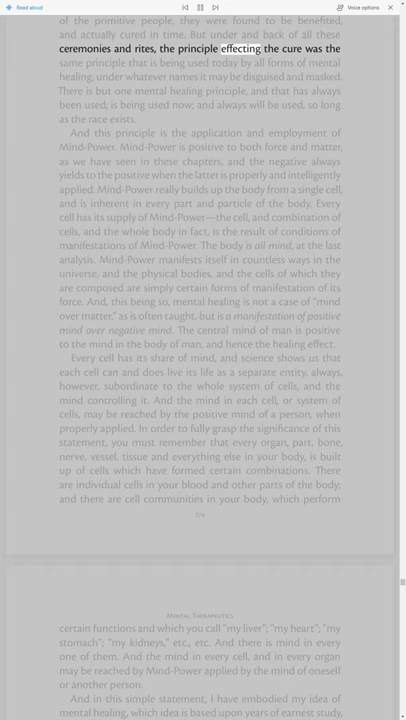 Read aloud
Voice options
of the primitive people, they were found to be benefited,
and actually cured in time. But under and back of all these
ceremonies and rites, the principle effecting the cure was the
same principle that is being used today by all forms of mental
healing, under whatever names it may be disguised and masked.
There is but one mental healing principle, and that has always
been used; is being used now; and always will be used, so long
as the race exists.
And this principle is the application and employment of
Mind-Power. Mind-Power is positive to both force and matter,
as we have seen in these chapters, and the negative always
yields to the positive when the latter is properly and intelligently
applied. Mind-Power really builds up the body from a single cell,
and is inherent in every part and particle of the body. Every
cell has its supply of Mind-Power—the cell, and combination of
cells, and the whole body in fact, is the result of conditions of
manifestations of Mind-Power. The body is all mind, at the last
analysis. Mind-Power manifests itself in countless ways in the
universe, and the physical bodies, and the cells of which they
are composed are simply certain forms of manifestation of its
force. And, this being so, mental healing is not a case of "mind
over matter," as is often taught, but is a manifestation of positive
mind over negative mind. The central mind of man is positive
to the mind in the body of man, and hence the healing effect.
Every cell has its share of mind, and science shows us that
each cell can and does live its life as a separate entity, always,
however, subordinate to the whole system of cells, and the
mind controlling it. And the mind in each cell, or system of
cells, may be reached by the positive mind of a person, when
properly applied. In order to fully grasp the significance of this
statement, you must remember that every organ, part, bone,
nerve, vessel, tissue and everything else in your body, is built
up of cells which have formed certain combinations. There
are individual cells in your blood and other parts of the body;
and there are cell communities in your body, which perform
Mental Therapeutics
certain functions and which you call "my liver"; "my heart"; "my
stomach"; "my kidneys," etc., etc. And there is mind in every
one of them. And the mind in every cell, and in every organ
may be reached by Mind-Power applied by the mind of oneself
or another person.
And in this simple statement, I have embodied my idea of
mental healing, which idea is based upon years of earnest study,